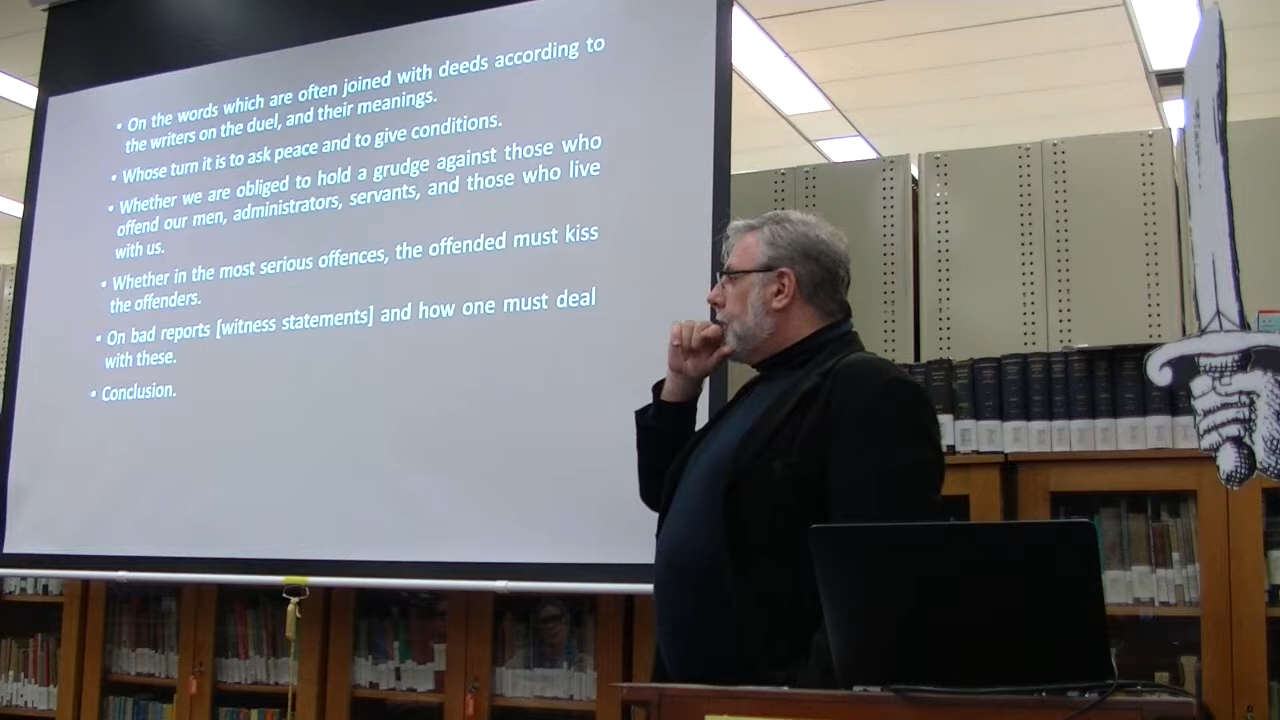 • On the words which are often joined with deeds according to
the writers on the duel, and their meanings.
• Whose turn it is to ask peace and to give conditions.
• Whether we are obliged to hold a grudge against those who
offend our men, administrators, servants, and those who live
with us.
• Whether in the most serious offences, the offended must kiss
the offenders.
• On bad reports [witness statements] and how one must deal
with these.
• Conclusion.